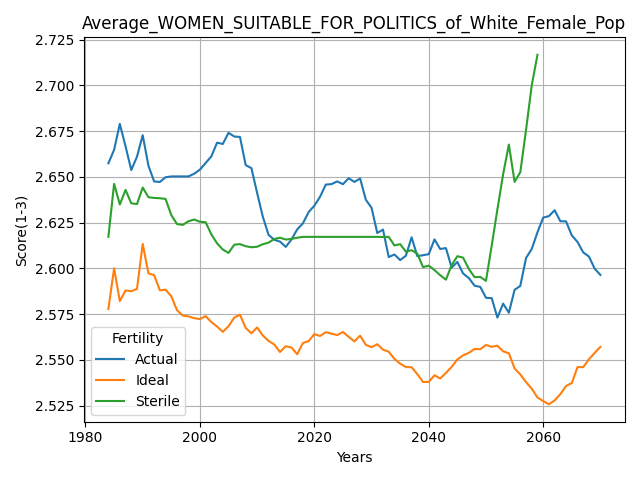 Average_WOMEN_SUITABLE_FOR_POLITICS_of_White_Female_Pop
Score(1-3)
2.725
2.700
2.675
2.650
2.625
2.600
2.575
2.550
2.525
Fertility
Actual
Ideal
Sterile
1980
2000
2020
2040
2060
Years